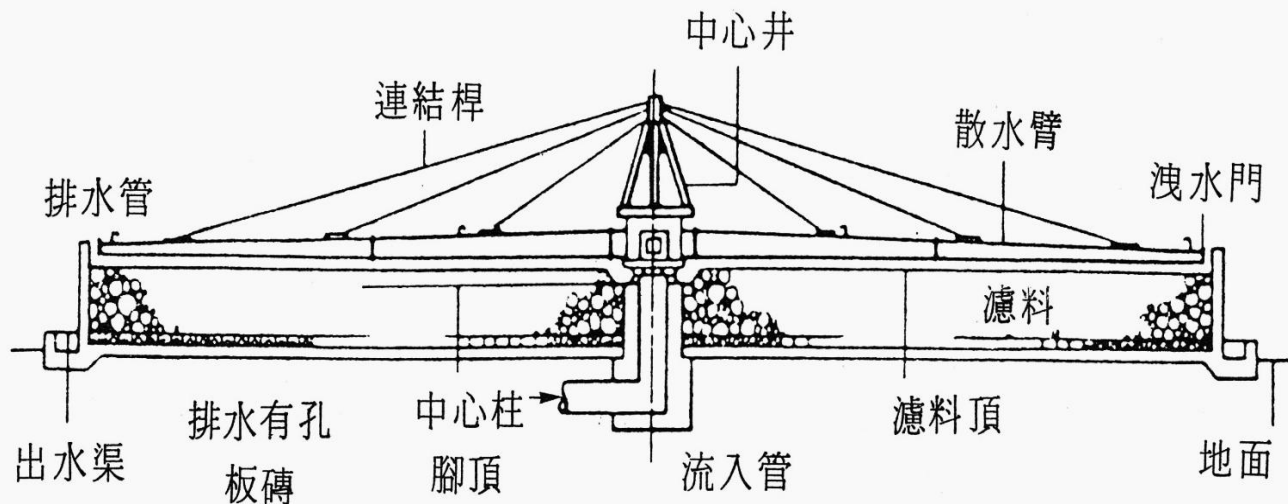 中心井
連結桿
散水臂
洩水門
排水管
濾料
排水有孔
板磚
中心柱
腳頂
濾料頂
出水渠
流入管
地面